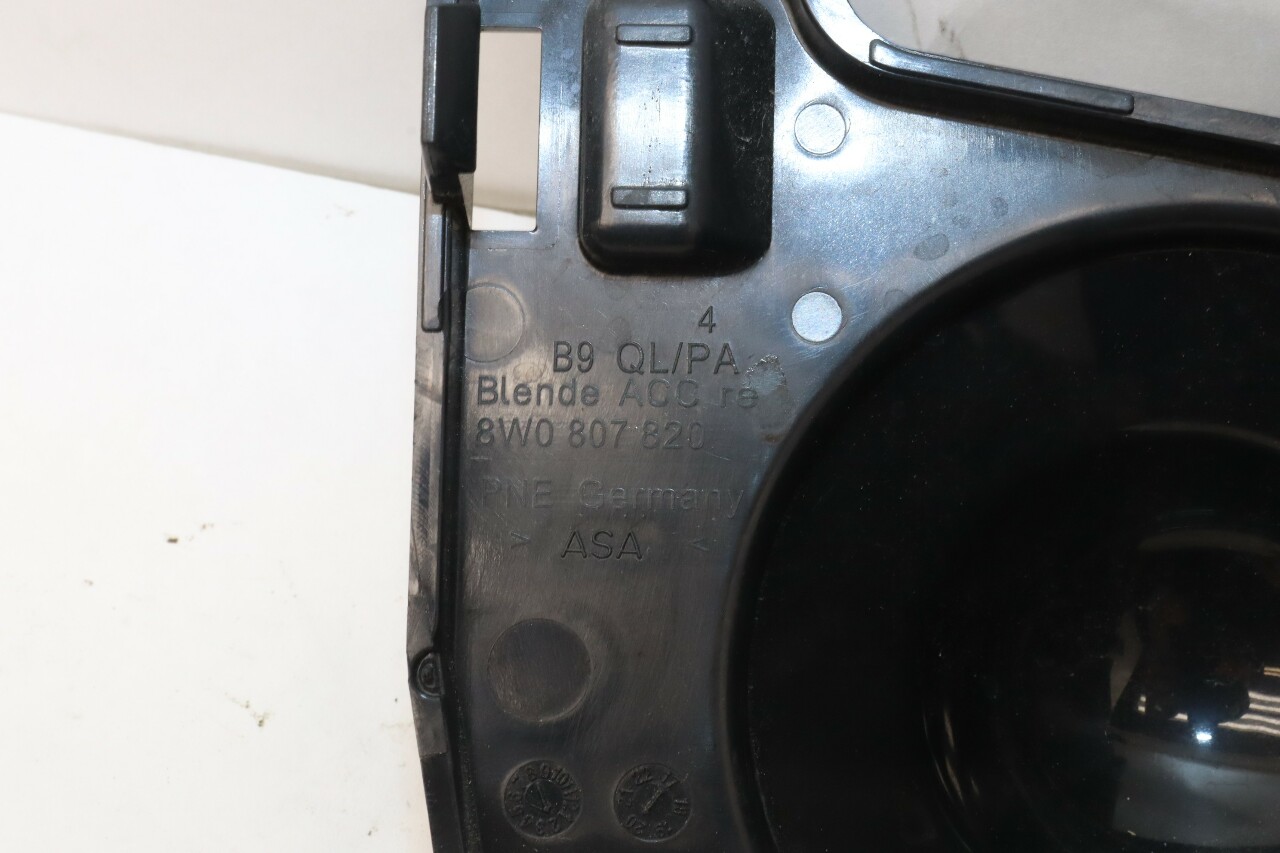 4
B9 QL/PA
Blende ACC re
8W0 807 820
PNE Germany
> ASA <